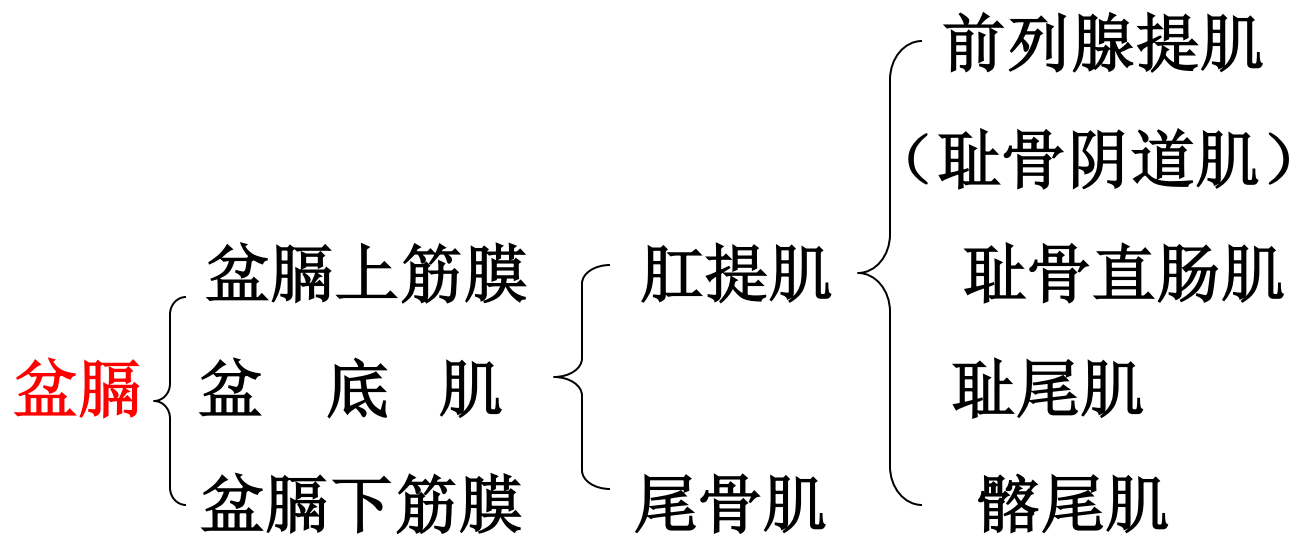 前列腺提肌
（耻骨阴道肌）
盆膈上筋膜 肛提肌 耻骨直肠肌
盆膈 盆 底 肌 耻尾肌
盆膈下筋膜 尾骨肌 髂尾肌